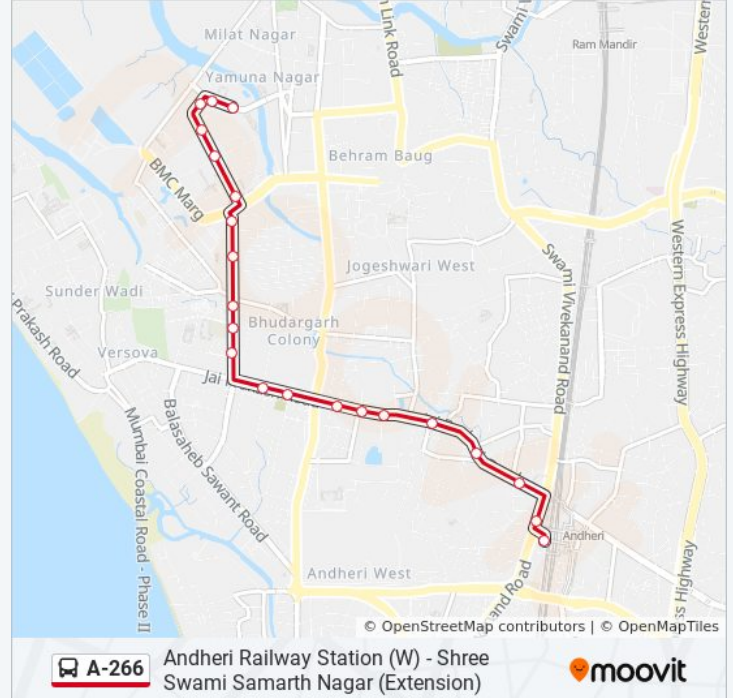 Milat Nagar
Link Road
Swami V
Western
Ram Mandir
Yamuna Nagar
Behram Baug
BMC Marg
Swami Vivekanand Road
Western Express Highway
Jogeshwari West
Sunder Wadi
Prakash Road
Bhudargarh
Colony
Versova
Jai
Balasaheb Sawant Road
Mumbai Coastal Road - Phase II
Andheri
Andheri West
and Road
ss Highway
© OpenStreetMap contributors | © OpenMapTiles
A-266
Andheri Railway Station (W) - Shree
Swami Samarth Nagar (Extension)
moovit